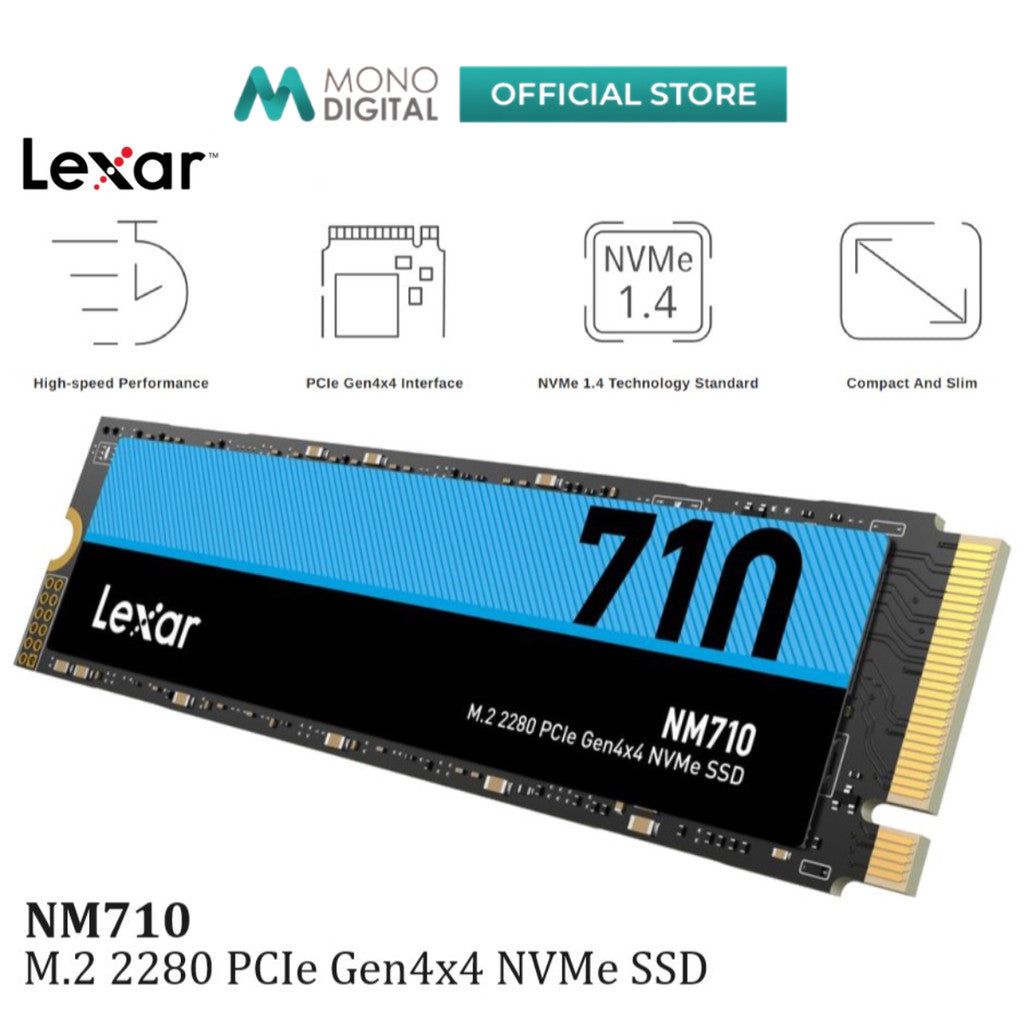 MONO
DIGITAL
OFFICIAL STORE
Lexar™
NVMe
1.4
High-speed Performance
PCIe Gen4x4 Interface
NVMe 1.4 Technology Standard
Compact And Slim
710
Lexar
NM710
M.2 2280 PCIe Gen4x4 NVMe SSD
NM710
M.2 2280 PCIe Gen4x4 NVMe SSD